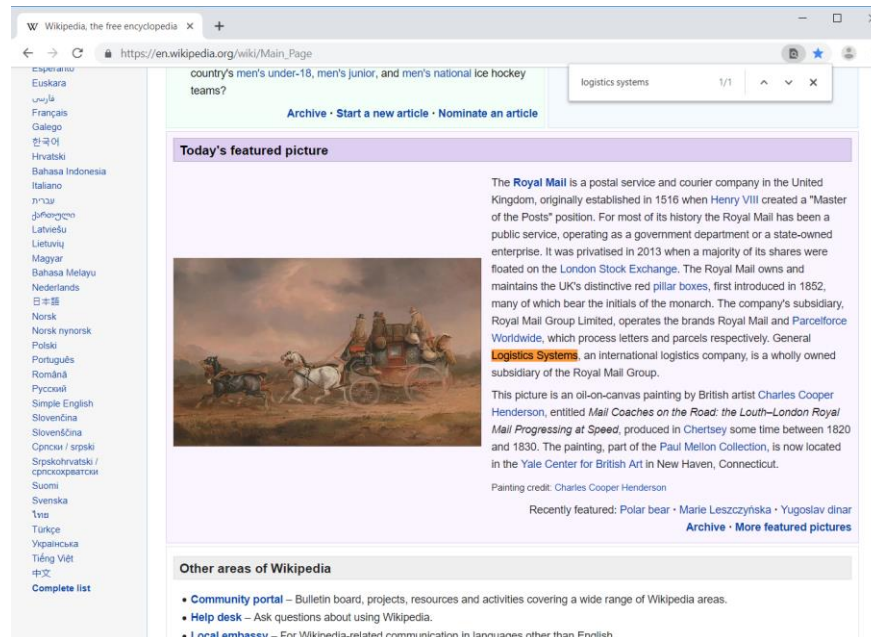 Wikipedia, the free encyclopedia
https://en.wikipedia.org/wiki/Main_Page
logistics systems 1/1
Esperanto
Euskara
فارسی
Français
Galego
한국어
Hrvatski
Bahasa Indonesia
Italiano
עברית
ქართული
Latviešu
Lietuvių
Magyar
Bahasa Melayu
Nederlands
日本語
Norsk
Norsk nynorsk
Polski
Português
Română
Русский
Simple English
Slovenčina
Slovenščina
Српски / srpski
Srpskohrvatski /
српскохрватски
Suomi
Svenska
ไทย
Türkçe
Українська
Tiếng Việt
中文
Complete list
country's men's under-18, men's junior, and men's national ice hockey
teams?
Archive · Start a new article · Nominate an article
Today's featured picture
The Royal Mail is a postal service and courier company in the United
Kingdom, originally established in 1516 when Henry VIII created a "Master
of the Posts" position. For most of its history the Royal Mail has been a
public service, operating as a government department or a state-owned
enterprise. It was privatised in 2013 when a majority of its shares were
floated on the London Stock Exchange. The Royal Mail owns and
maintains the UK's distinctive red pillar boxes, first introduced in 1852,
many of which bear the initials of the monarch. The company's subsidiary,
Royal Mail Group Limited, operates the brands Royal Mail and Parcelforce
Worldwide, which process letters and parcels respectively. General
Logistics Systems, an international logistics company, is a wholly owned
subsidiary of the Royal Mail Group.
This picture is an oil-on-canvas painting by British artist Charles Cooper
Henderson, entitled Mail Coaches on the Road: the Louth–London Royal
Mail Progressing at Speed, produced in Chertsey some time between 1820
and 1830. The painting, part of the Paul Mellon Collection, is now located
in the Yale Center for British Art in New Haven, Connecticut.
Painting credit: Charles Cooper Henderson
Recently featured: Polar bear · Marie Leszczyńska · Yugoslav dinar
Archive · More featured pictures
Other areas of Wikipedia
• Community portal – Bulletin board, projects, resources and activities covering a wide range of Wikipedia areas.
• Help desk – Ask questions about using Wikipedia.
• Local embassy – For Wikipedia-related communication in languages other than English.